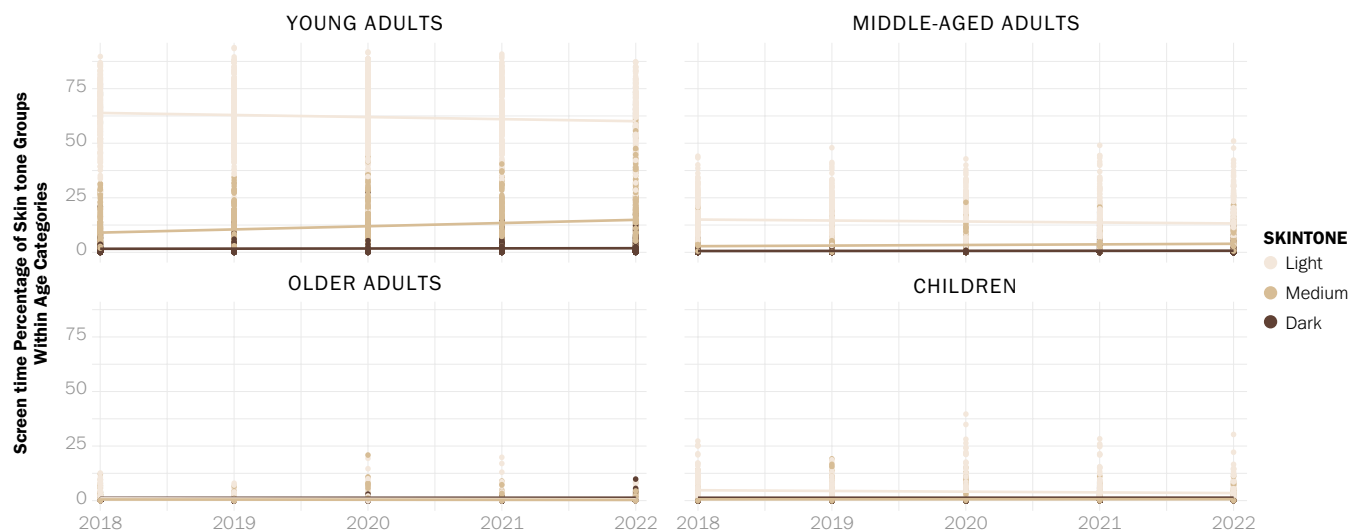 YOUNG ADULTS
MIDDLE-AGED ADULTS
75
50
25
0
OLDER ADULTS
CHILDREN
75
50
25
0
2018 2019 2020 2021 2022
2018 2019 2020 2021 2022
Screen time Percentage of Skin tone Groups
Within Age Categories
SKINTONE
Light
Medium
Dark